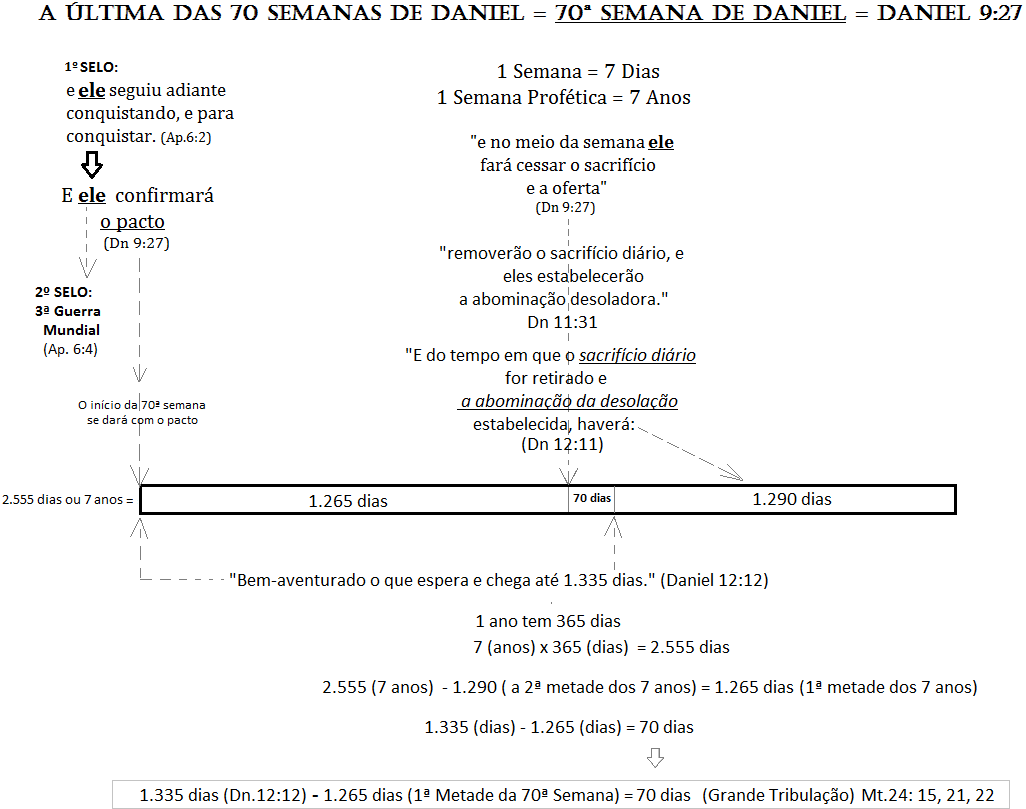 A ÚLTIMA DAS 70 SEMANAS DE DANIEL = 70ª SEMANA DE DANIEL = DANIEL 9:27
1º SELO:
e ele seguiu adiante
conquistando, e para
conquistar. (Ap.6:2)
E ele confirmará
o pacto
(Dn 9:27)
2º SELO:
3ª Guerra
Mundial
(Ap. 6:4)
O início da 70ª semana
se dará com o pacto
1 Semana = 7 Dias
1 Semana Profética = 7 Anos
"e no meio da semana ele
fará cessar o sacrifício
e a oferta"
(Dn 9:27)
"removerão o sacrifício diário, e
eles estabelecerão
a abominação desoladora."
Dn 11:31
"E do tempo em que o sacrifício diário
for retirado e
a abominação da desolação
estabelecida, haverá:
(Dn 12:11)
2.555 dias ou 7 anos =
1.265 dias
70 dias
1.290 dias
"Bem-aventurado o que espera e chega até 1.335 dias." (Daniel 12:12)
1 ano tem 365 dias
7 (anos) x 365 (dias) = 2.555 dias
2.555 (7 anos) - 1.290 ( a 2ª metade dos 7 anos) = 1.265 dias (1ª metade dos 7 anos)
1.335 (dias) - 1.265 (dias) = 70 dias
1.335 dias (Dn.12:12) - 1.265 dias (1ª Metade da 70ª Semana) = 70 dias (Grande Tribulação) Mt.24: 15, 21, 22